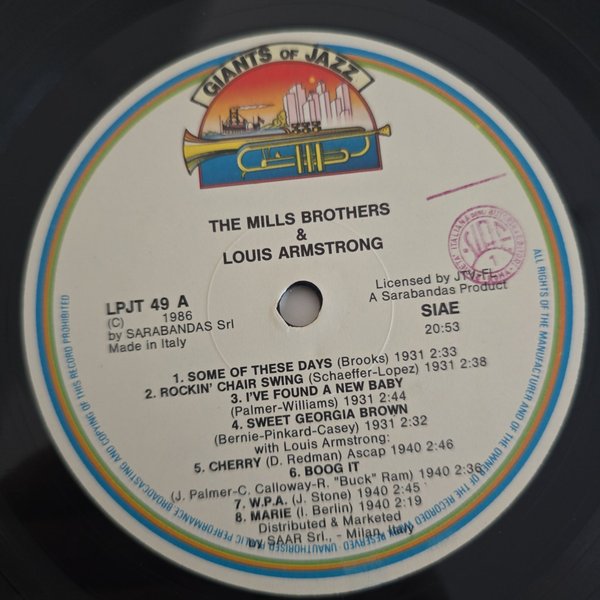 GIANTS OF JAZZ
THE MILLS BROTHERS
&
LOUIS ARMSTRONG
LPJT 49 A
(C) 1986
by SARABANDAS Srl
Made in Italy
Licensed by JTV-FL
A Sarabandas Product
SIAE
20:53
1. SOME OF THESE DAYS (Brooks) 1931 2:33
2. ROCKIN' CHAIR SWING (Schaeffer-Lopez) 1931 2:38
3. I'VE FOUND A NEW BABY
(Palmer-Williams) 1931 2:44
4. SWEET GEORGIA BROWN
(Bernie-Pinkard-Casey) 1931 2:32
with Louis Armstrong:
5. CHERRY (D. Redman) Ascap 1940 2:46
6. BOOG IT
(J. Palmer-C. Calloway-R. "Buck" Ram) 1940 2:36
7. W.P.A. (J. Stone) 1940 2:45
8. MARIE (I. Berlin) 1940 2:19
Distributed & Marketed
by SAAR Srl., - Milan, Italy
ALL RIGHTS OF THE MANUFACTURER AND OF THE OWNER OF THE RECORDED
UNAUTHORISED PUBLIC PERFORMANCE BROADCASTING AND COPYING OF THIS RECORD PROHIBITED
SIAE